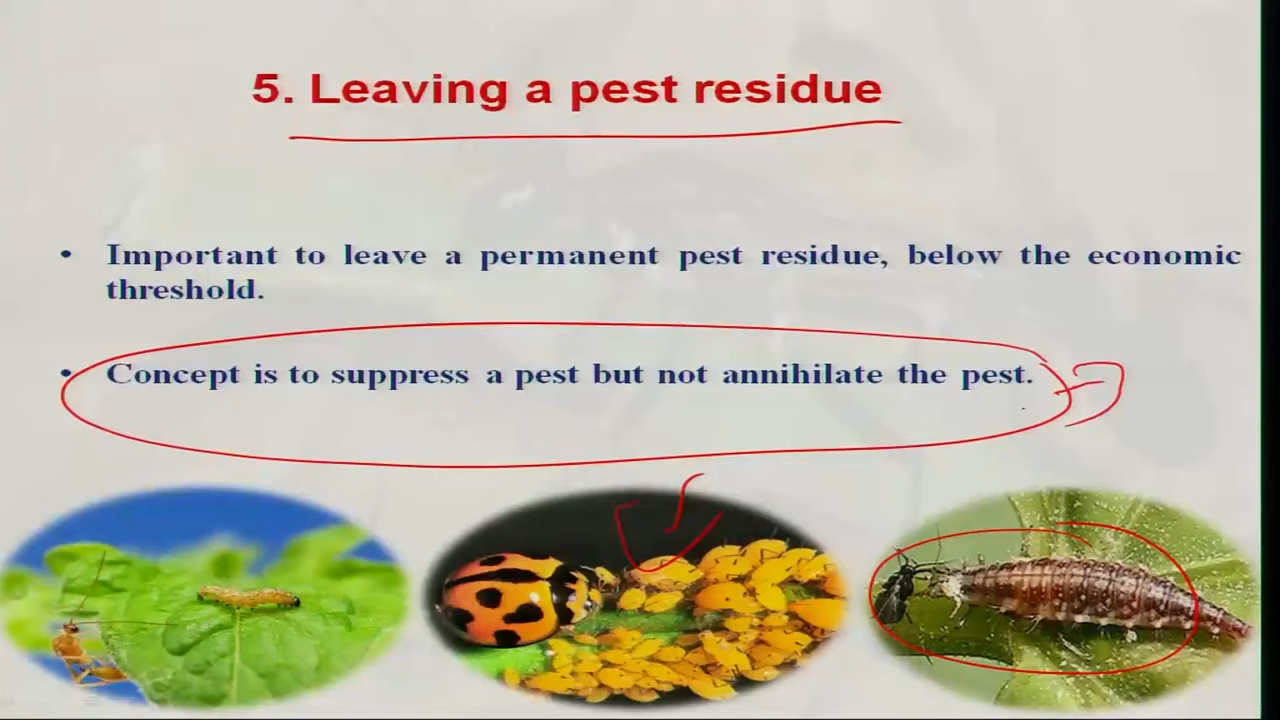 5. Leaving a pest residue
• Important to leave a permanent pest residue, below the economic
threshold.
• Concept is to suppress a pest but not annihilate the pest.